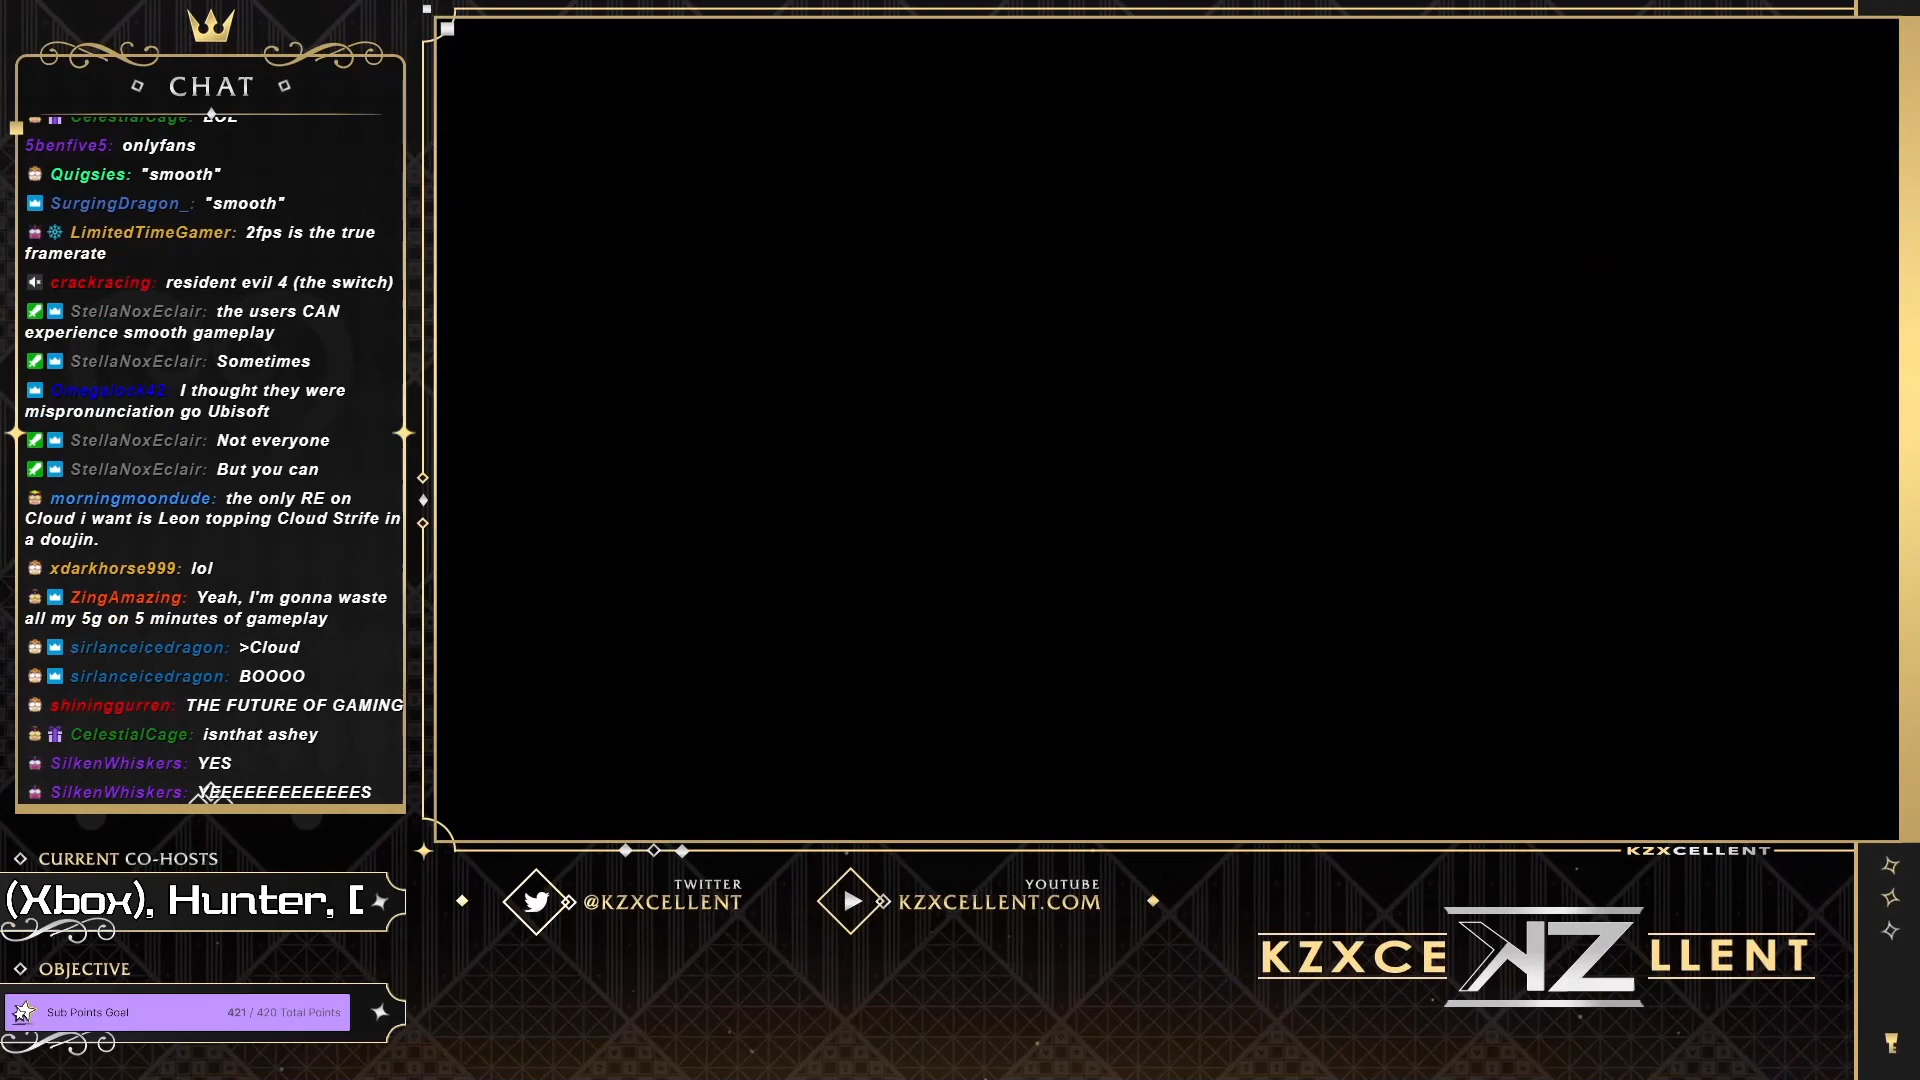 CHAT
CelestialCage: LOL
5benfive5: onlyfans
Quigsies: "smooth"
SurgingDragon_: "smooth"
LimitedTimeGamer: 2fps is the true
framerate
crackracing: resident evil 4 (the switch)
StellaNoxEclair: the users CAN
experience smooth gameplay
StellaNoxEclair: Sometimes
Omegalock42: I thought they were
mispronunciation go Ubisoft
StellaNoxEclair: Not everyone
StellaNoxEclair: But you can
morningmoondude: the only RE on
Cloud i want is Leon topping Cloud Strife in
a doujin.
xdarkhorse999: lol
ZingAmazing: Yeah, I'm gonna waste
all my 5g on 5 minutes of gameplay
sirlanceicedragon: >Cloud
sirlanceicedragon: BOOOO
shininggurren: THE FUTURE OF GAMING
CelestialCage: isnthat ashey
SilkenWhiskers: YES
SilkenWhiskers: YEEEEEEEEEEEEES
CURRENT CO-HOSTS
(Xbox), Hunter,
OBJECTIVE
Sub Points Goal 421 / 420 Total Points
TWITTER
@KZXCELLENT
YOUTUBE
KZXCELLENT.COM
KZXCELLENT
KZXCE KZ LLENT